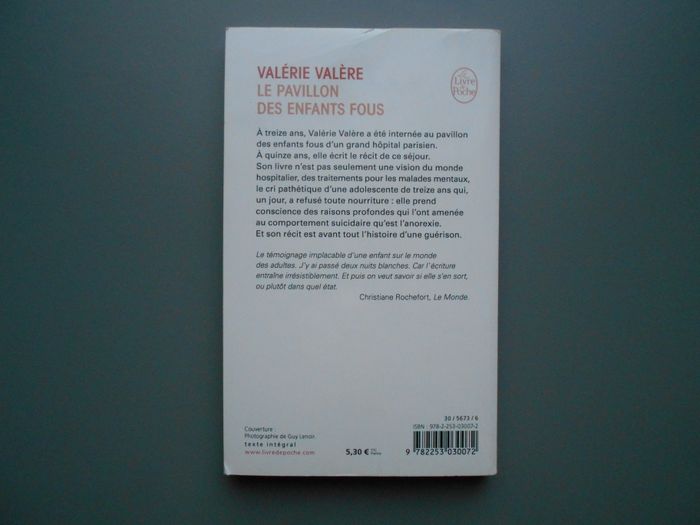 VALÉRIE VALÈRE
LE PAVILLON
DES ENFANTS FOUS
Le
Livre
de
Poche
À treize ans, Valérie Valère a été internée au pavillon
des enfants fous d'un grand hôpital parisien.
À quinze ans, elle écrit le récit de ce séjour.
Son livre n'est pas seulement une vision du monde
hospitalier, des traitements pour les malades mentaux,
le cri pathétique d'une adolescente de treize ans qui,
un jour, a refusé toute nourriture : elle prend
conscience des raisons profondes qui l'ont amenée
au comportement suicidaire qu'est l'anorexie.
Et son récit est avant tout l'histoire d'une guérison.
Le témoignage implacable d'une enfant sur le monde
des adultes. J'y ai passé deux nuits blanches. Car l'écriture
entraîne irrésistiblement. Et puis on veut savoir si elle s'en sort,
ou plutôt dans quel état.
Christiane Rochefort, Le Monde.
30 / 5673 / 6
ISBN : 978-2-253-03007-2
Couverture :
Photographie de Guy Lenoir.
texte intégral
www.livredepoche.com
5,30 € TTC
France
9 782253 030072